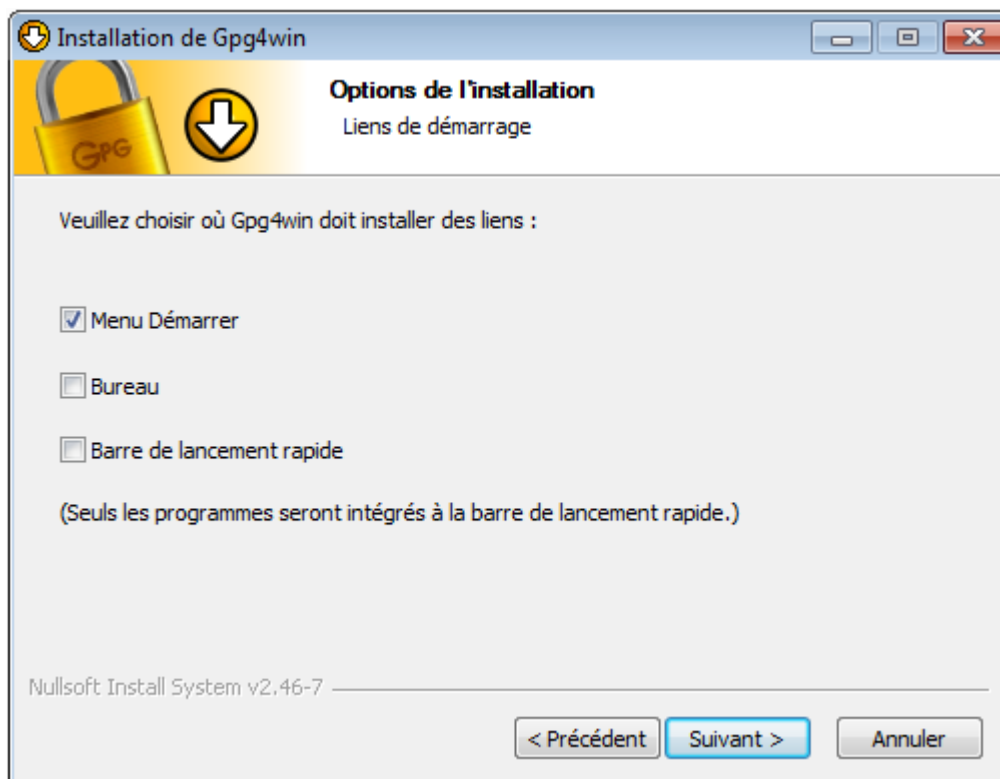 Installation de Gpg4win
GPG
Options de l'installation
Liens de démarrage
Veuillez choisir où Gpg4win doit installer des liens :
Menu Démarrer
Bureau
Barre de lancement rapide
(Seuls les programmes seront intégrés à la barre de lancement rapide.)
Nullsoft Install System v2.46-7
< Précédent
Suivant >
Annuler